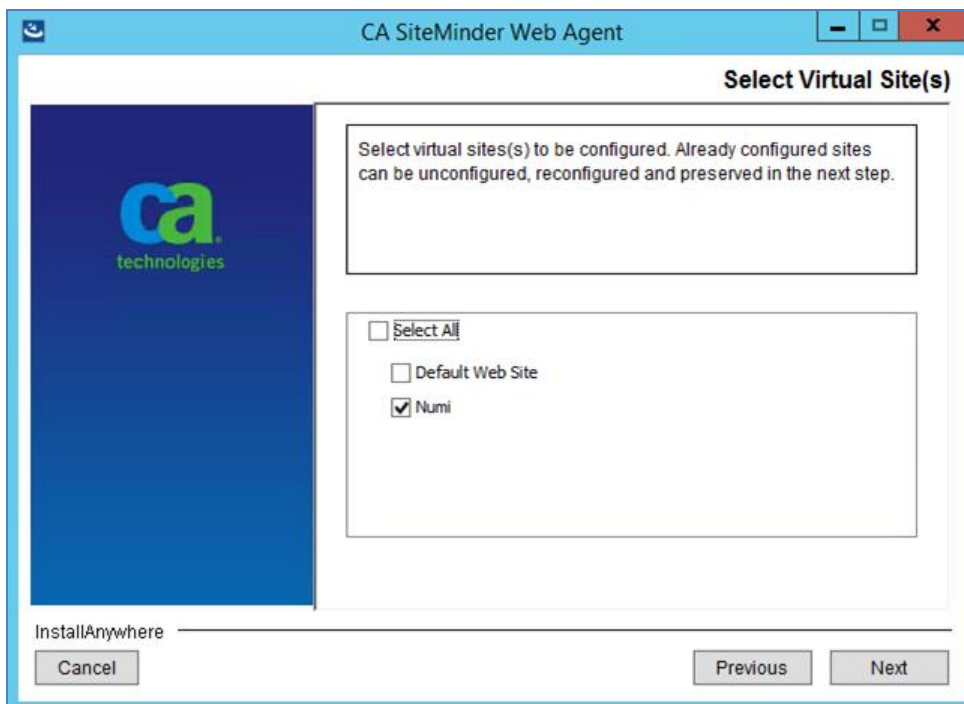 CA SiteMinder Web Agent
Select Virtual Site(s)
ca
technologies
Select virtual sites(s) to be configured. Already configured sites
can be unconfigured, reconfigured and preserved in the next step.
Select All
Default Web Site
Numi
InstallAnywhere
Cancel
Previous
Next